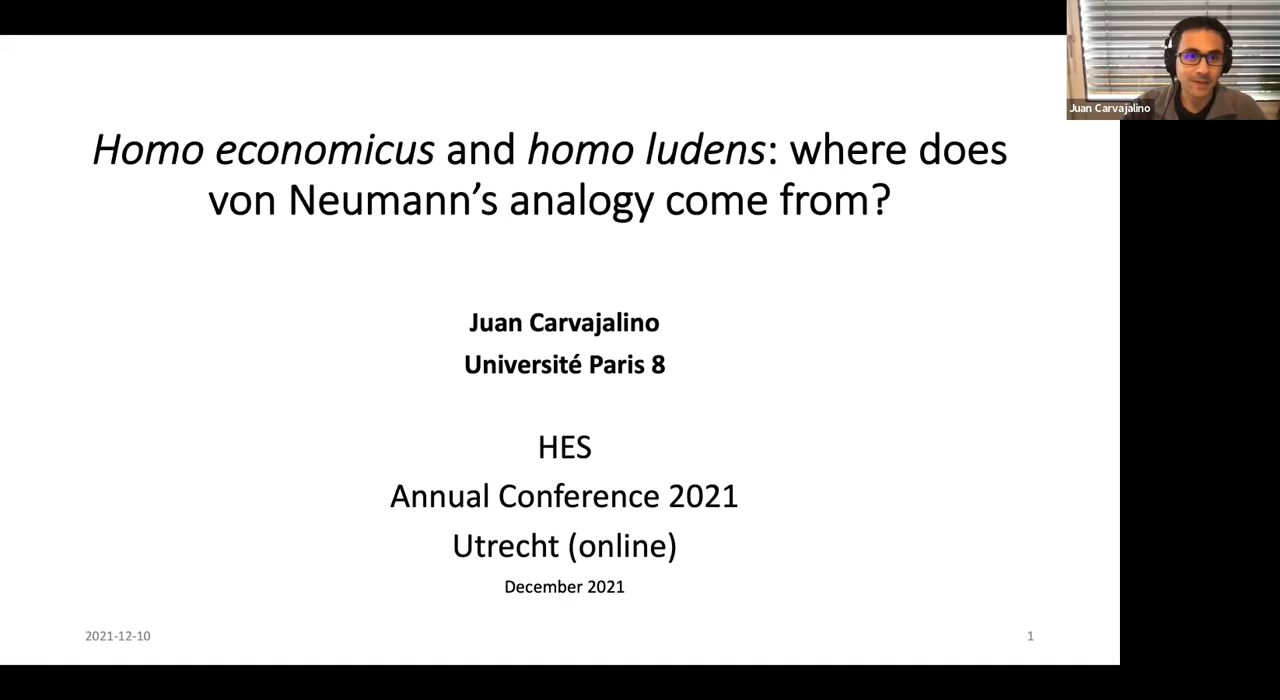 Juan Carvajalino
Homo economicus and homo ludens: where does
von Neumann's analogy come from?
Juan Carvajalino
Université Paris 8
HES
Annual Conference 2021
Utrecht (online)
December 2021
2021-12-10
1